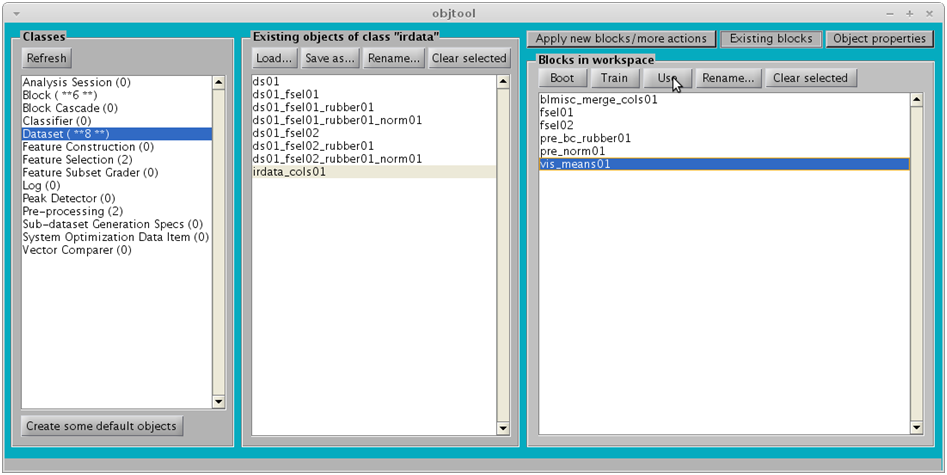 objtool
Classes
Refresh
Analysis Session (0)
Block ( **6 **)
Block Cascade (0)
Classifier (0)
Dataset ( **8 **)
Feature Construction (0)
Feature Selection (2)
Feature Subset Grader (0)
Log (0)
Peak Detector (0)
Pre-processing (2)
Sub-dataset Generation Specs (0)
System Optimization Data Item (0)
Vector Comparer (0)
Create some default objects
Existing objects of class "irdata"
Load... Save as... Rename... Clear selected
ds01
ds01_fsel01
ds01_fsel01_rubber01
ds01_fsel01_rubber01_norm01
ds01_fsel02
ds01_fsel02_rubber01
ds01_fsel02_rubber01_norm01
irdata_cols01
Apply new blocks/more actions Existing blocks Object properties
Blocks in workspace
Boot Train Use Rename... Clear selected
blmisc_merge_cols01
fsel01
fsel02
pre_bc_rubber01
pre_norm01
vis_means01